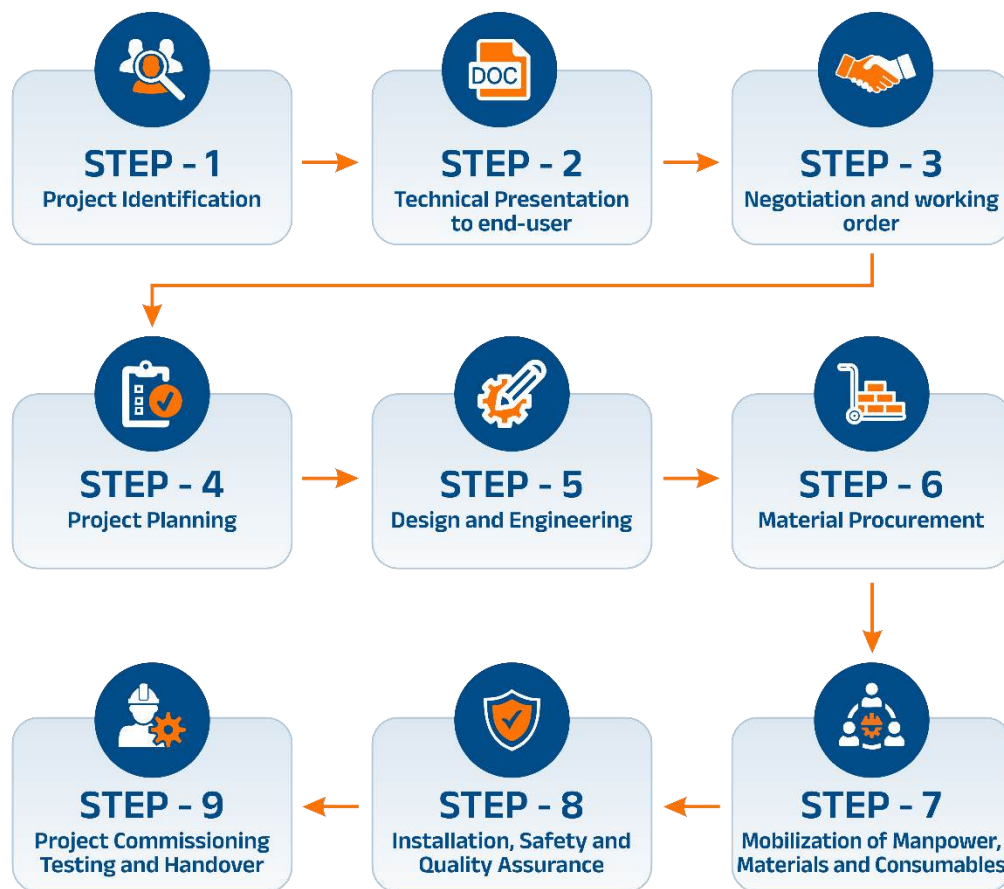 STEP - 1
Project Identification
DOC
STEP - 2
Technical Presentation
to end-user
STEP - 3
Negotiation and working
order
STEP - 4
Project Planning
STEP - 5
Design and Engineering
STEP - 6
Material Procurement
STEP - 7
Mobilization of Manpower,
Materials and Consumables
STEP - 8
Installation, Safety and
Quality Assurance
STEP - 9
Project Commissioning
Testing and Handover